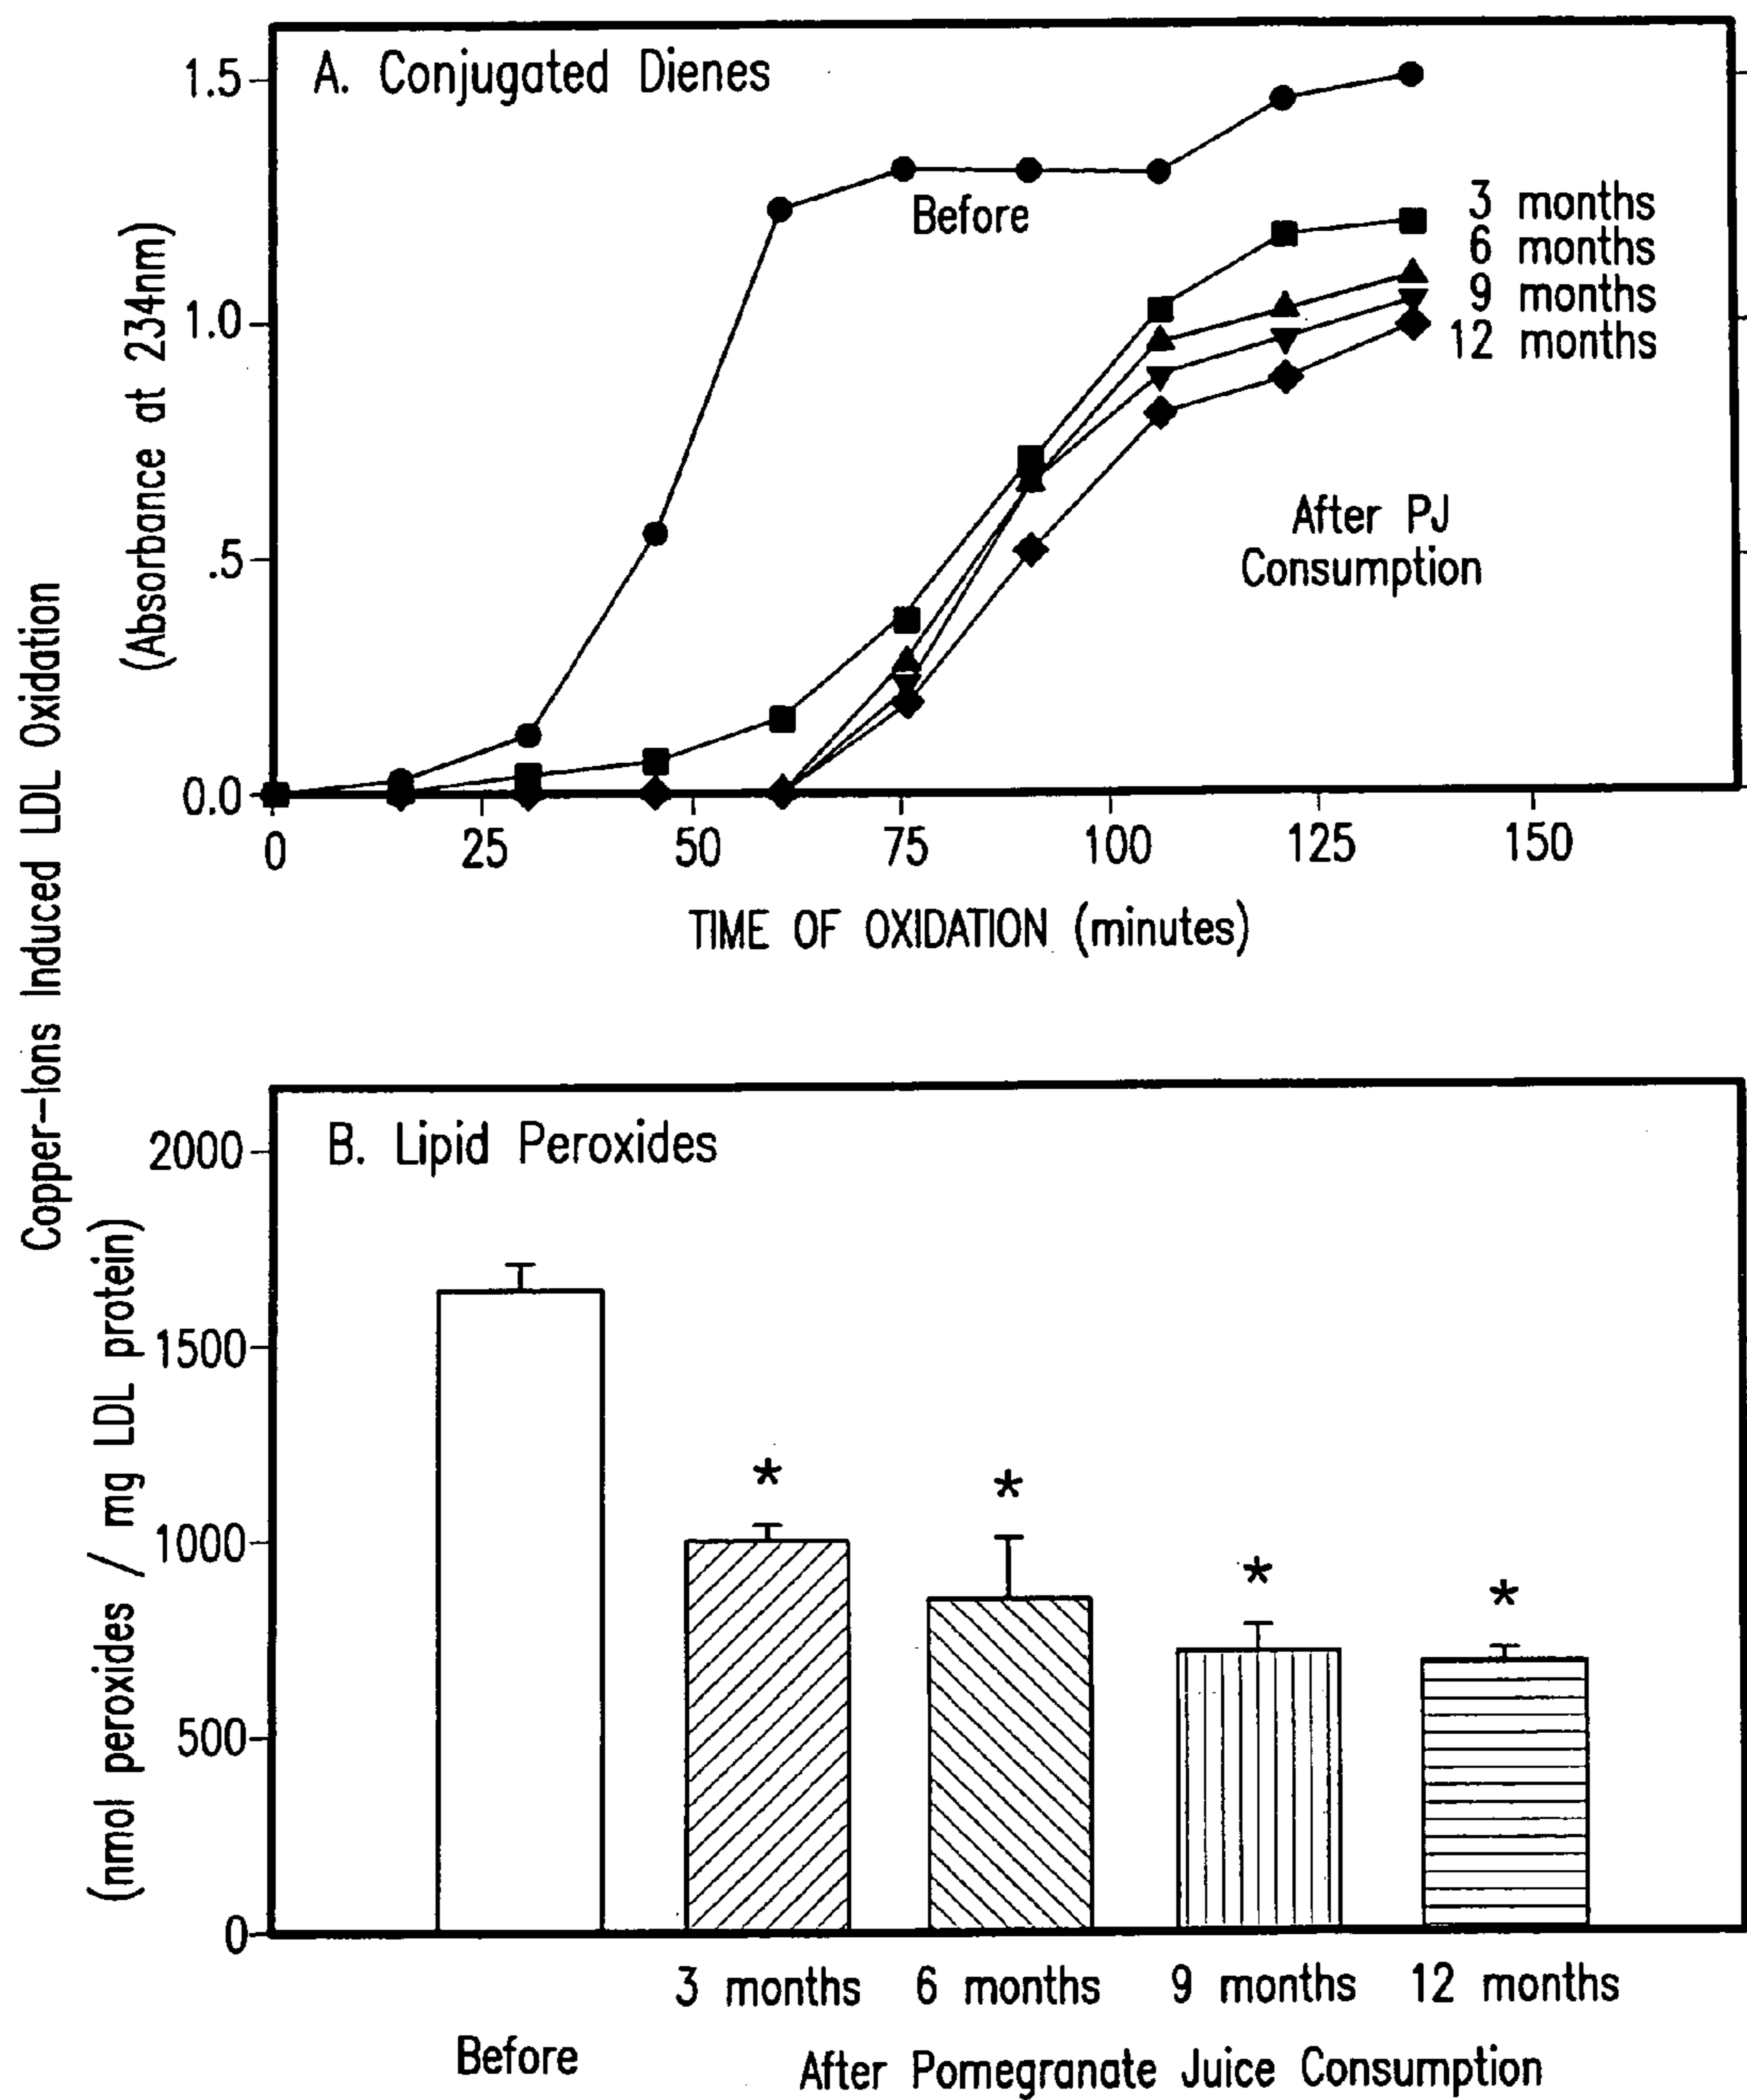 A. Conjugated Dienes
Copper-Ions Induced LDL Oxidation
(Absorbance at 234nm)
1.5
1.0
.5
0.0
Before
3 months
6 months
9 months
12 months
After PJ
Consumption
0 25 50 75 100 125 150
TIME OF OXIDATION (minutes)
B. Lipid Peroxides
(nmol peroxides / mg LDL protein)
2000
1500
1000
500
0
* * * *
3 months 6 months 9 months 12 months
Before After Pomegranate Juice Consumption